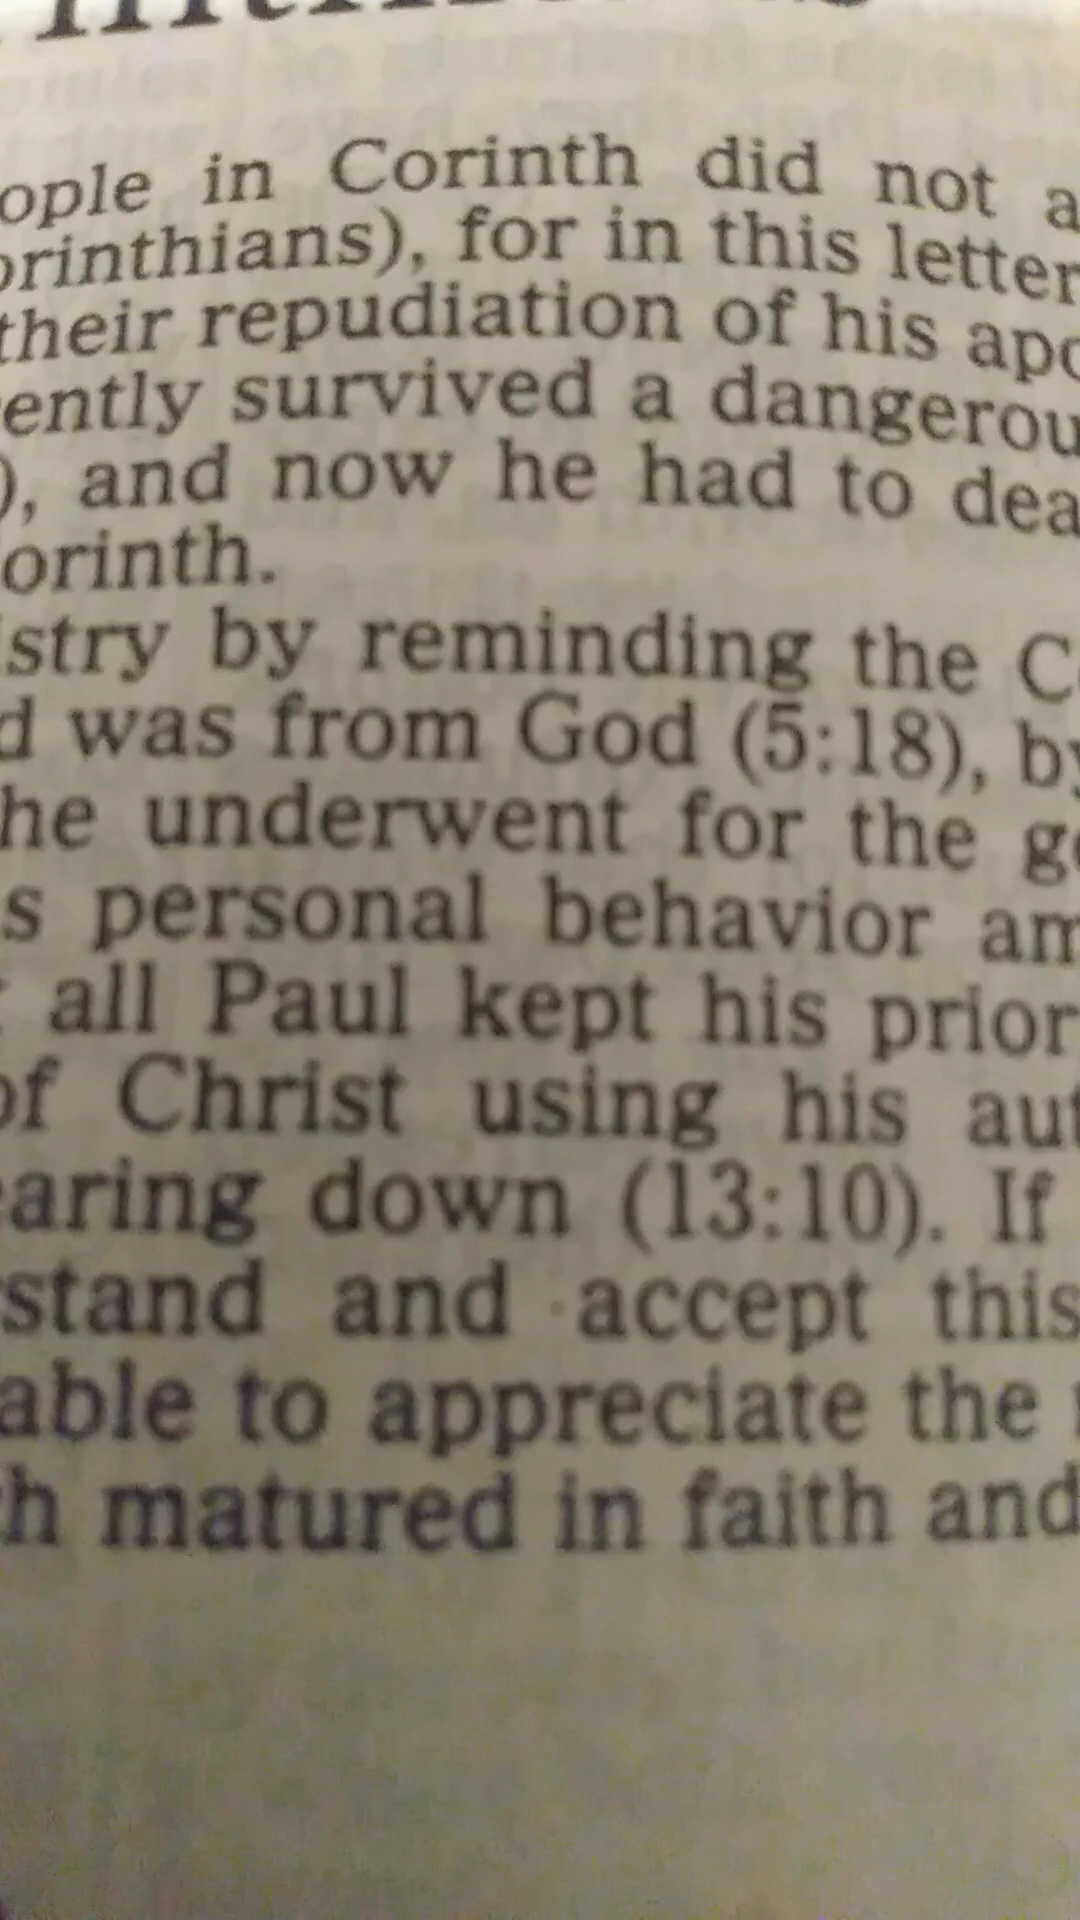 ople in Corinth did not a
orinthians), for in this letter
their repudiation of his apo
ently survived a dangerou
), and now he had to dea
orinth.
stry by reminding the C
d was from God (5:18), by
he underwent for the g
s personal behavior am
all Paul kept his prior
of Christ using his aut
aring down (13:10). If
stand and accept this
able to appreciate the
h matured in faith and